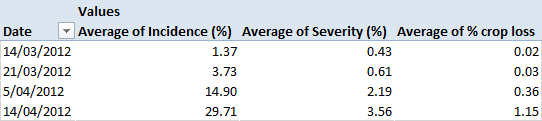 Values
Date Average of Incidence (%) Average of Severity (%) Average of % crop loss
14/03/2012 1.37 0.43 0.02
21/03/2012 3.73 0.61 0.03
5/04/2012 14.90 2.19 0.36
14/04/2012 29.71 3.56 1.15